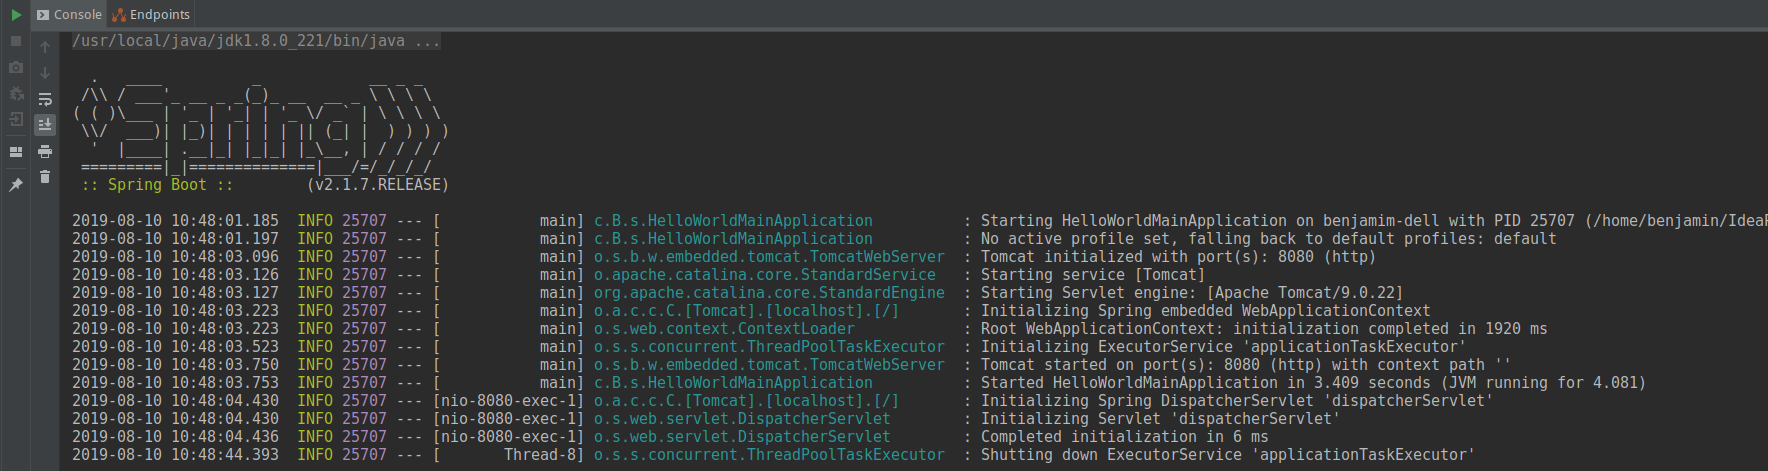 Console Endpoints
/usr/local/java/jdk1.8.0_221/bin/java ...
  .   ____          _            __ _ _
 /\\ / ___'_ __ _ _(_)_ __  __ _ \ \ \ \
( ( )\___ | '_ | '_| | '_ \/ _` | \ \ \ \
 \\/  ___)| |_)| | | | | || (_| |  ) ) ) )
  '  |____| .__|_| |_|_| |_\__, | / / / /
 =========|_|==============|___/=/_/_/_/
 :: Spring Boot ::        (v2.1.7.RELEASE)
2019-08-10 10:48:01.185  INFO 25707 --- [           main] c.B.s.HelloWorldMainApplication          : Starting HelloWorldMainApplication on benjamim-dell with PID 25707 (/home/benjamin/Idea
2019-08-10 10:48:01.197  INFO 25707 --- [           main] c.B.s.HelloWorldMainApplication          : No active profile set, falling back to default profiles: default
2019-08-10 10:48:03.096  INFO 25707 --- [           main] o.s.b.w.embedded.tomcat.TomcatWebServer  : Tomcat initialized with port(s): 8080 (http)
2019-08-10 10:48:03.126  INFO 25707 --- [           main] o.apache.catalina.core.StandardService   : Starting service [Tomcat]
2019-08-10 10:48:03.127  INFO 25707 --- [           main] org.apache.catalina.core.StandardEngine  : Starting Servlet engine: [Apache Tomcat/9.0.22]
2019-08-10 10:48:03.223  INFO 25707 --- [           main] o.a.c.c.C.[Tomcat].[localhost].[/]       : Initializing Spring embedded WebApplicationContext
2019-08-10 10:48:03.223  INFO 25707 --- [           main] o.s.web.context.ContextLoader            : Root WebApplicationContext: initialization completed in 1920 ms
2019-08-10 10:48:03.523  INFO 25707 --- [           main] o.s.s.concurrent.ThreadPoolTaskExecutor  : Initializing ExecutorService 'applicationTaskExecutor'
2019-08-10 10:48:03.750  INFO 25707 --- [           main] o.s.b.w.embedded.tomcat.TomcatWebServer  : Tomcat started on port(s): 8080 (http) with context path ''
2019-08-10 10:48:03.753  INFO 25707 --- [           main] c.B.s.HelloWorldMainApplication          : Started HelloWorldMainApplication in 3.409 seconds (JVM running for 4.081)
2019-08-10 10:48:04.430  INFO 25707 --- [nio-8080-exec-1] o.a.c.c.C.[Tomcat].[localhost].[/]       : Initializing Spring DispatcherServlet 'dispatcherServlet'
2019-08-10 10:48:04.430  INFO 25707 --- [nio-8080-exec-1] o.s.web.servlet.DispatcherServlet        : Initializing Servlet 'dispatcherServlet'
2019-08-10 10:48:04.436  INFO 25707 --- [nio-8080-exec-1] o.s.web.servlet.DispatcherServlet        : Completed initialization in 6 ms
2019-08-10 10:48:44.393  INFO 25707 --- [       Thread-8] o.s.s.concurrent.ThreadPoolTaskExecutor  : Shutting down ExecutorService 'applicationTaskExecutor'